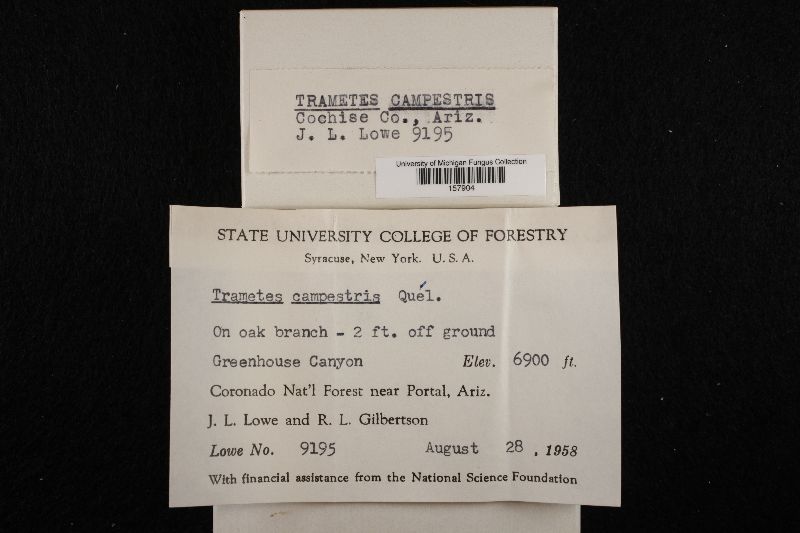 TRAMETES CAMPESTRIS
Cochise Co., Ariz.
J. L. Lowe 9195
University of Michigan Fungus Collection
157904
STATE UNIVERSITY COLLEGE OF FORESTRY
Syracuse, New York. U. S. A.
Trametes campestris Quél.
On oak branch - 2 ft. off ground
Greenhouse Canyon Elev. 6900 ft.
Coronado Nat'l Forest near Portal, Ariz.
J. L. Lowe and R. L. Gilbertson
Lowe No. 9195 August 28, 1958
With financial assistance from the National Science Foundation